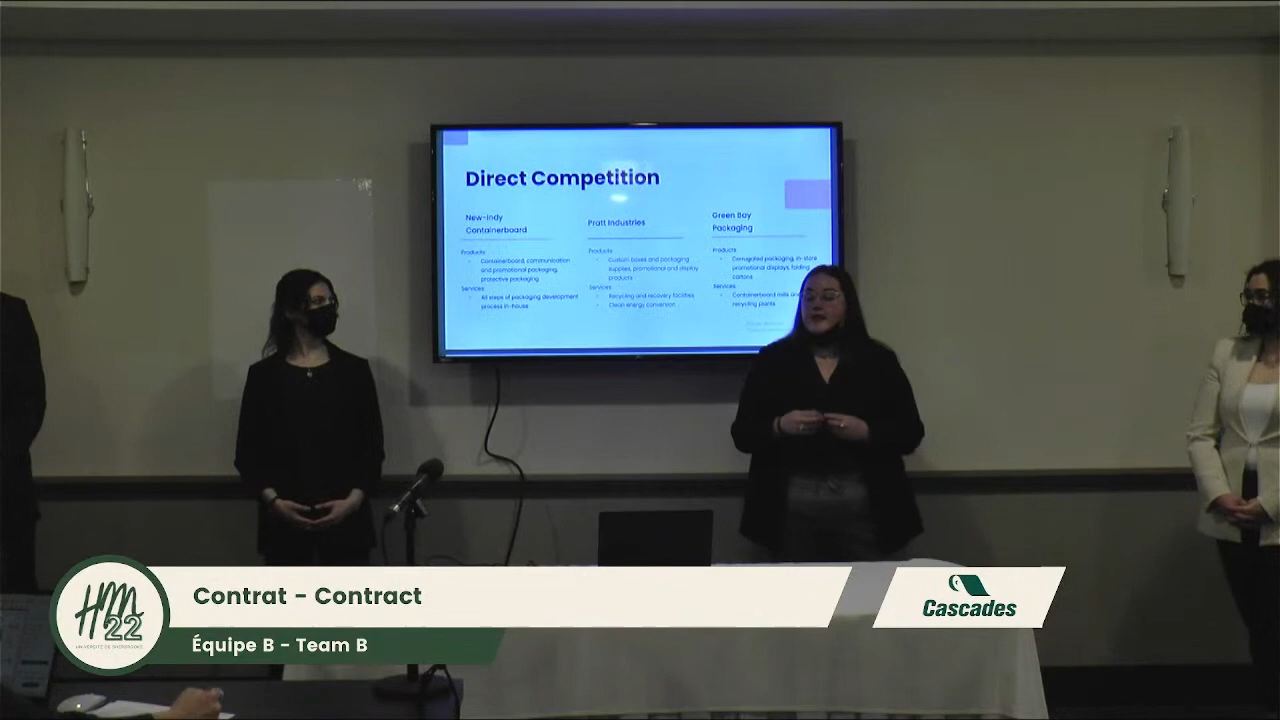 Direct Competition
New-Indy
Containerboard
Products
Containerboard, communication
and promotional packaging,
protective packaging
Services
All steps of packaging development
process in-house
Pratt Industries
Products
Custom boxes and packaging
supplies, promotional and display
products
Services
Recycling and recovery facilities
Clean energy conversion
Green Bay
Packaging
Products
Corrugated packaging, in-store
promotional displays, folding
cartons
Services
Containerboard mills and
recycling plants
HM
22
UNIVERSITÉ DE SHERBROOKE
Contrat - Contract
Équipe B - Team B
Cascades